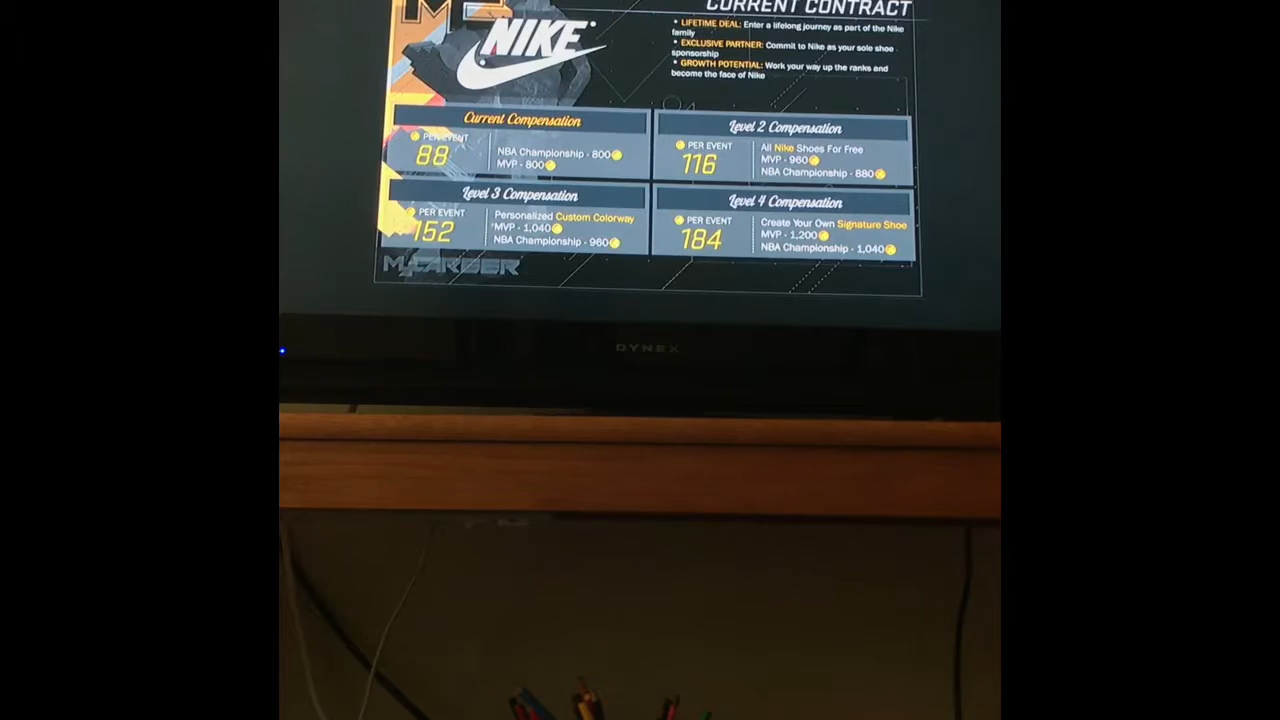 CURRENT CONTRACT
NIKE
• LIFETIME DEAL: Enter a lifelong journey as part of the Nike
family
• EXCLUSIVE PARTNER: Commit to Nike as your sole shoe
sponsorship
• GROWTH POTENTIAL: Work your way up the ranks and
become the face of Nike
Current Compensation
PER EVENT
88
NBA Championship - 800
MVP - 800
Level 2 Compensation
PER EVENT
116
All Nike Shoes For Free
MVP - 960
NBA Championship - 880
Level 3 Compensation
PER EVENT
152
Personalized Custom Colorway
MVP - 1,040
NBA Championship - 960
Level 4 Compensation
PER EVENT
184
Create Your Own Signature Shoe
MVP - 1,200
NBA Championship - 1,040
MYCAREER
DYNEX